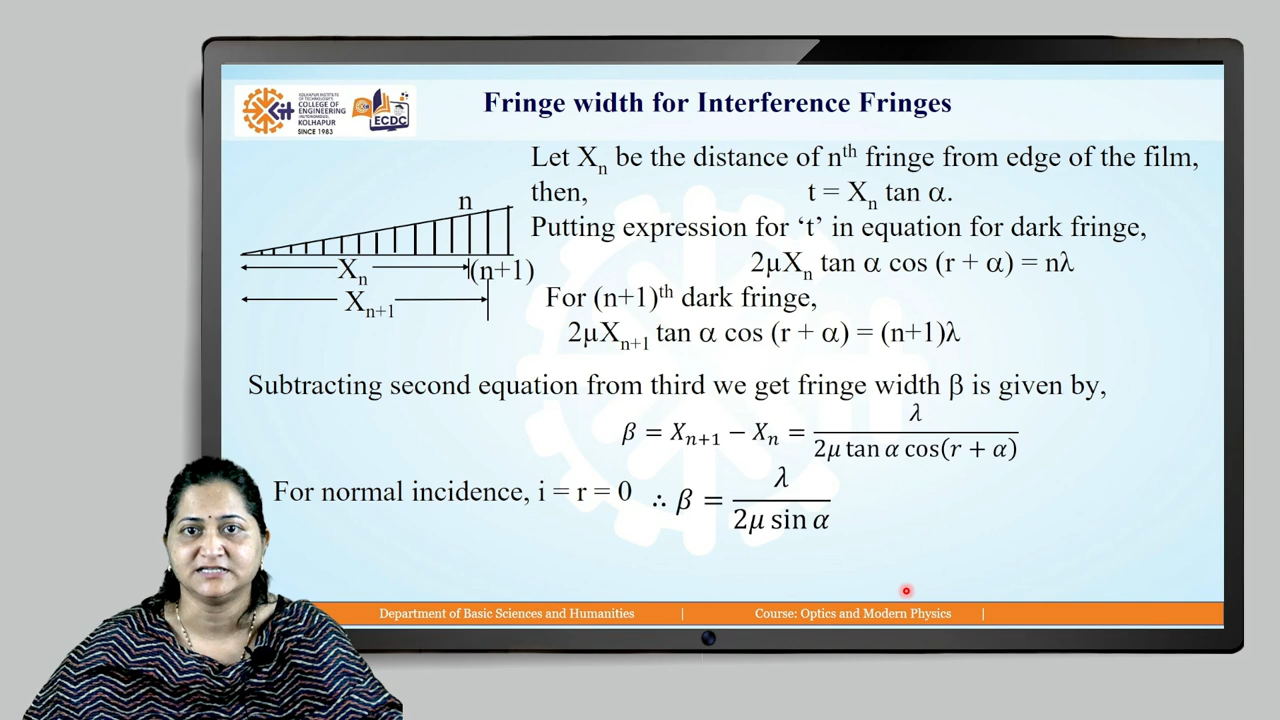 KOLHAPUR INSTITUTE
OF TECHNOLOGY'S
COLLEGE OF
ENGINEERING
(AUTONOMOUS)
KOLHAPUR
SINCE 1983
Kit
ECDC
Fringe width for Interference Fringes
Let Xₙ be the distance of nᵗʰ fringe from edge of the film,
then, t = Xₙ tan α.
Putting expression for ‘t’ in equation for dark fringe,
2μXₙ tan α cos (r + α) = nλ
n
Xₙ
(n+1)
Xₙ₊₁
For (n+1)ᵗʰ dark fringe,
2μXₙ₊₁ tan α cos (r + α) = (n+1)λ
Subtracting second equation from third we get fringe width β is given by,
β = Xₙ₊₁ − Xₙ = λ / 2μ tan α cos(r + α)
For normal incidence, i = r = 0 ∴ β = λ / 2μ sin α
Department of Basic Sciences and Humanities | Course: Optics and Modern Physics |